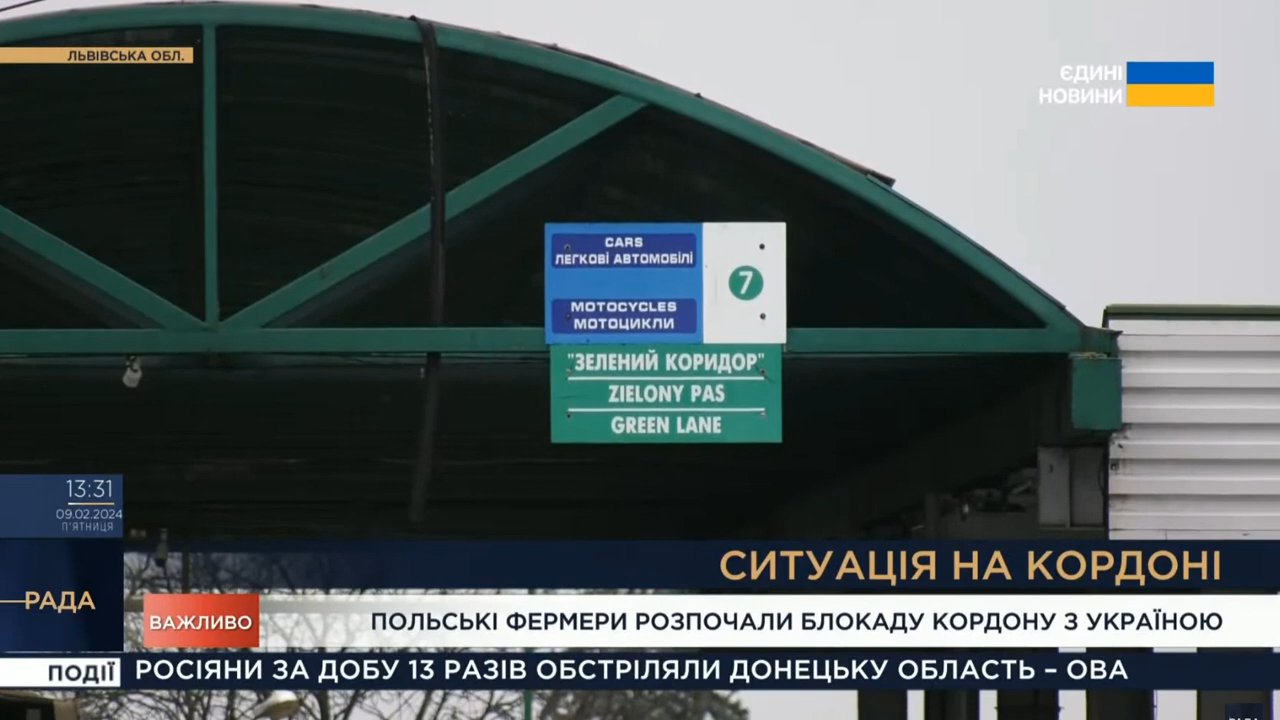 ЛЬВІВСЬКА ОБЛ.
ЄДИНІ
НОВИНИ
CARS
ЛЕГКОВІ АВТОМОБІЛІ
7
MOTOCYCLES
МОТОЦИКЛИ
"ЗЕЛЕНИЙ КОРИДОР"
ZIELONY PAS
GREEN LANE
13:31
09.02.2024
П'ЯТНИЦЯ
СИТУАЦІЯ НА КОРДОНІ
РАДА
ВАЖЛИВО
ПОЛЬСЬКІ ФЕРМЕРИ РОЗПОЧАЛИ БЛОКАДУ КОРДОНУ З УКРАЇНОЮ
ПОДІЇ
РОСІЯНИ ЗА ДОБУ 13 РАЗІВ ОБСТРІЛЯЛИ ДОНЕЦЬКУ ОБЛАСТЬ – ОВА